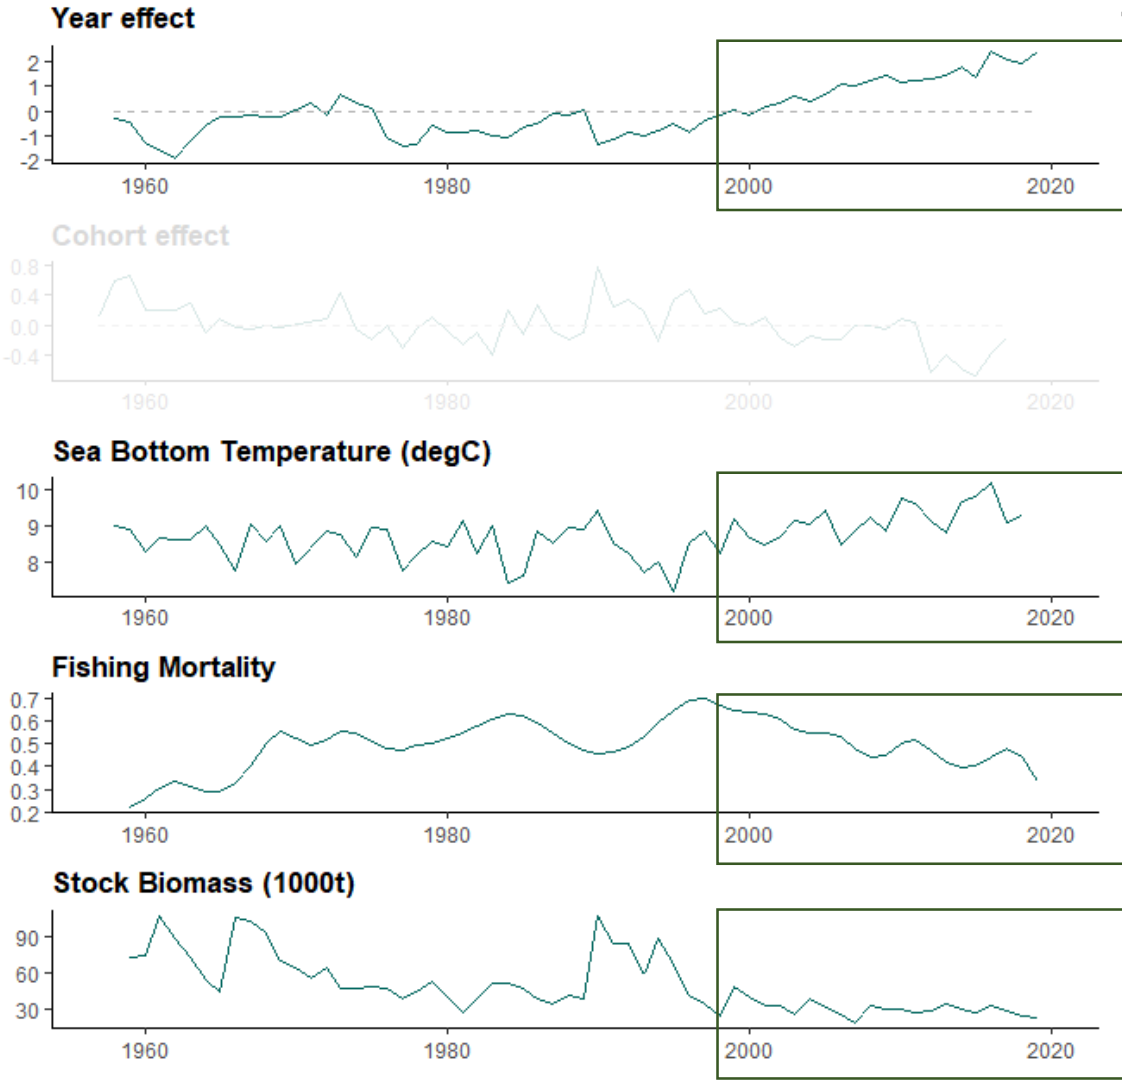 Year effect
2
1
0
-1
-2
1960 1980 2000 2020
Cohort effect
0.8
0.4
0.0
-0.4
1960 1980 2000 2020
Sea Bottom Temperature (degC)
10
9
8
1960 1980 2000 2020
Fishing Mortality
0.7
0.6
0.5
0.4
0.3
0.2
1960 1980 2000 2020
Stock Biomass (1000t)
90
60
30
1960 1980 2000 2020